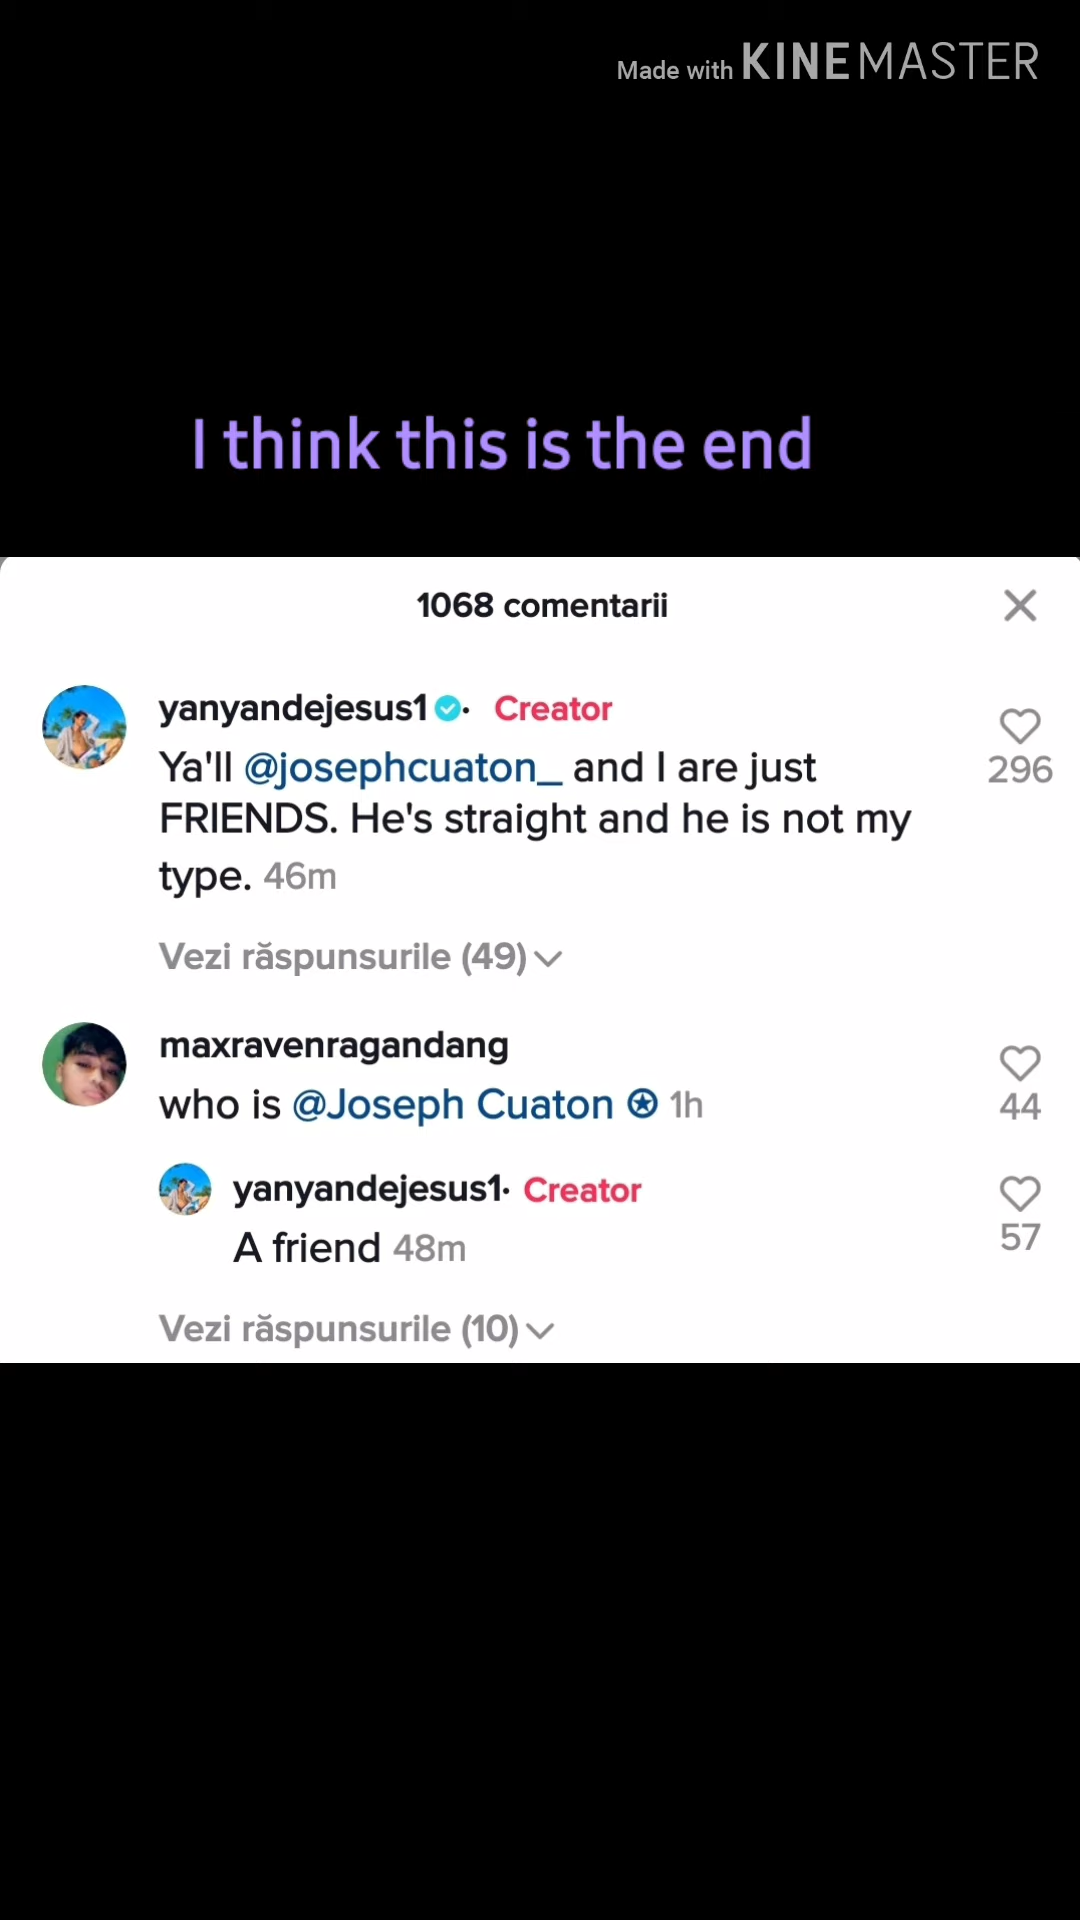 Made with KINEMASTER
I think this is the end
1068 comentarii
yanyandejesus1· Creator
Ya'll @josephcuaton_ and I are just
FRIENDS. He's straight and he is not my
type. 46m
296
Vezi răspunsurile (49)
maxravenragandang
who is @Joseph Cuaton ✪ 1h
44
yanyandejesus1· Creator
A friend 48m
57
Vezi răspunsurile (10)